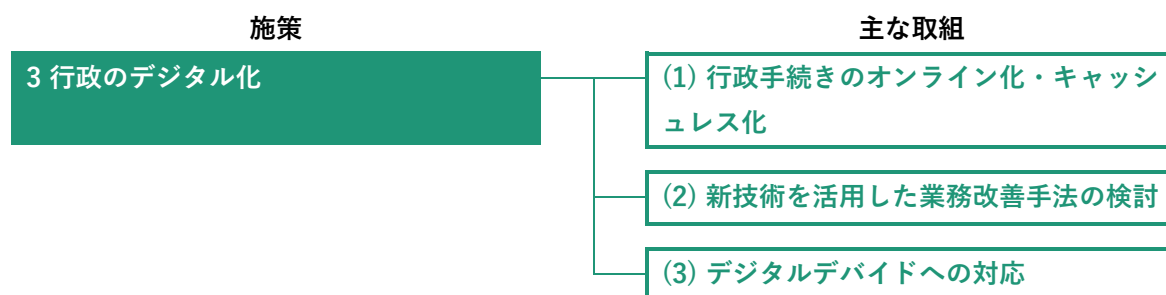 施策
主な取組
3 行政のデジタル化
(1) 行政手続きのオンライン化・キャッシ
ュレス化
(2) 新技術を活用した業務改善手法の検討
(3) デジタルデバイドへの対応